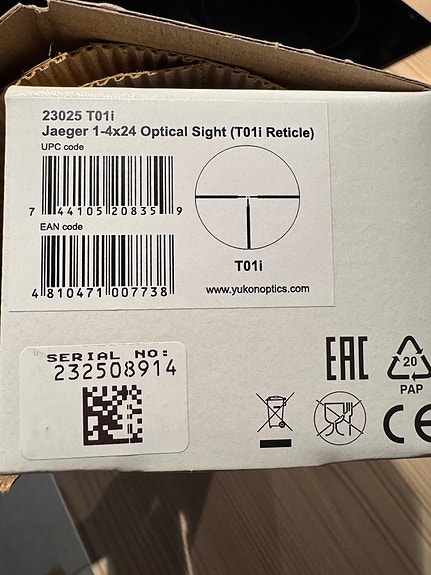 23025 T01i
Jaeger 1-4x24 Optical Sight (T01i Reticle)
UPC code
7 44105 20835 9
EAN code
4 810471 007738
T01i
www.yukonoptics.com
SERIAL NO:
232508914
EAC
20
PAP
CE